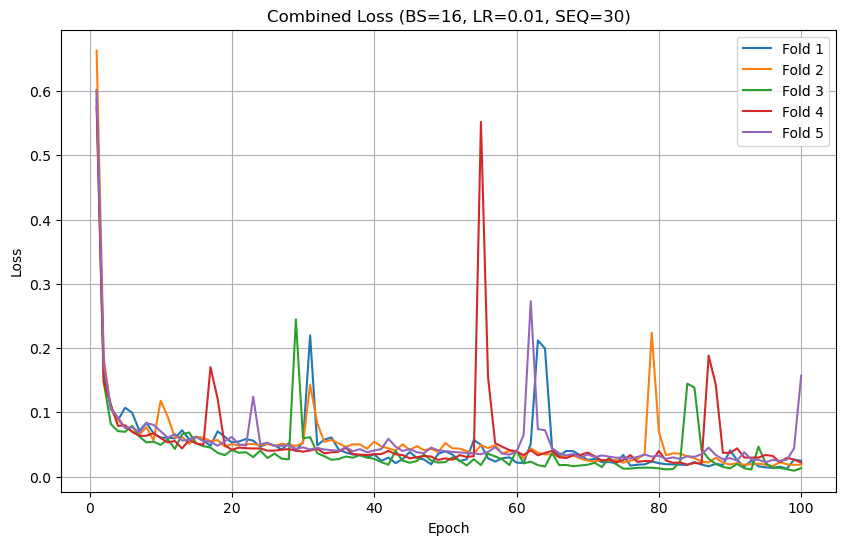 Combined Loss (BS=16, LR=0.01, SEQ=30)
Fold 1
Fold 2
Fold 3
Fold 4
Fold 5
Loss
0.6
0.5
0.4
0.3
0.2
0.1
0.0
0 20 40 60 80 100
Epoch